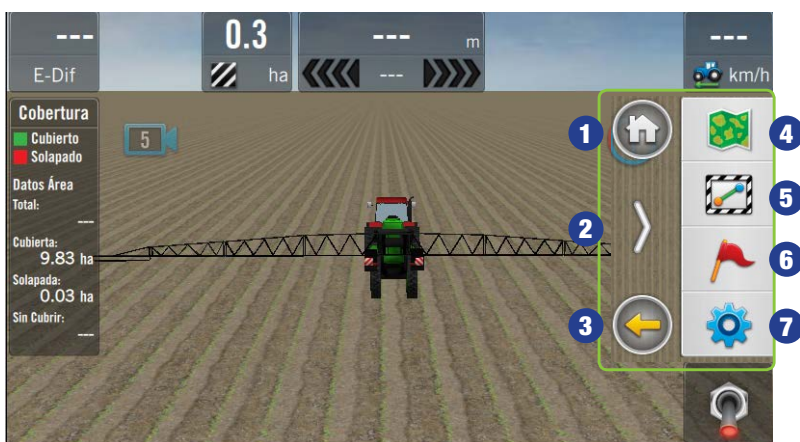 ---
E-Dif
0.3
ha
---
m
---
---
km/h
Cobertura
Cubierto
Solapado
Datos Área
Total:
---
Cubierta:
9.83 ha
Solapada:
0.03 ha
Sin Cubrir:
---
5
1
2
3
4
5
6
7